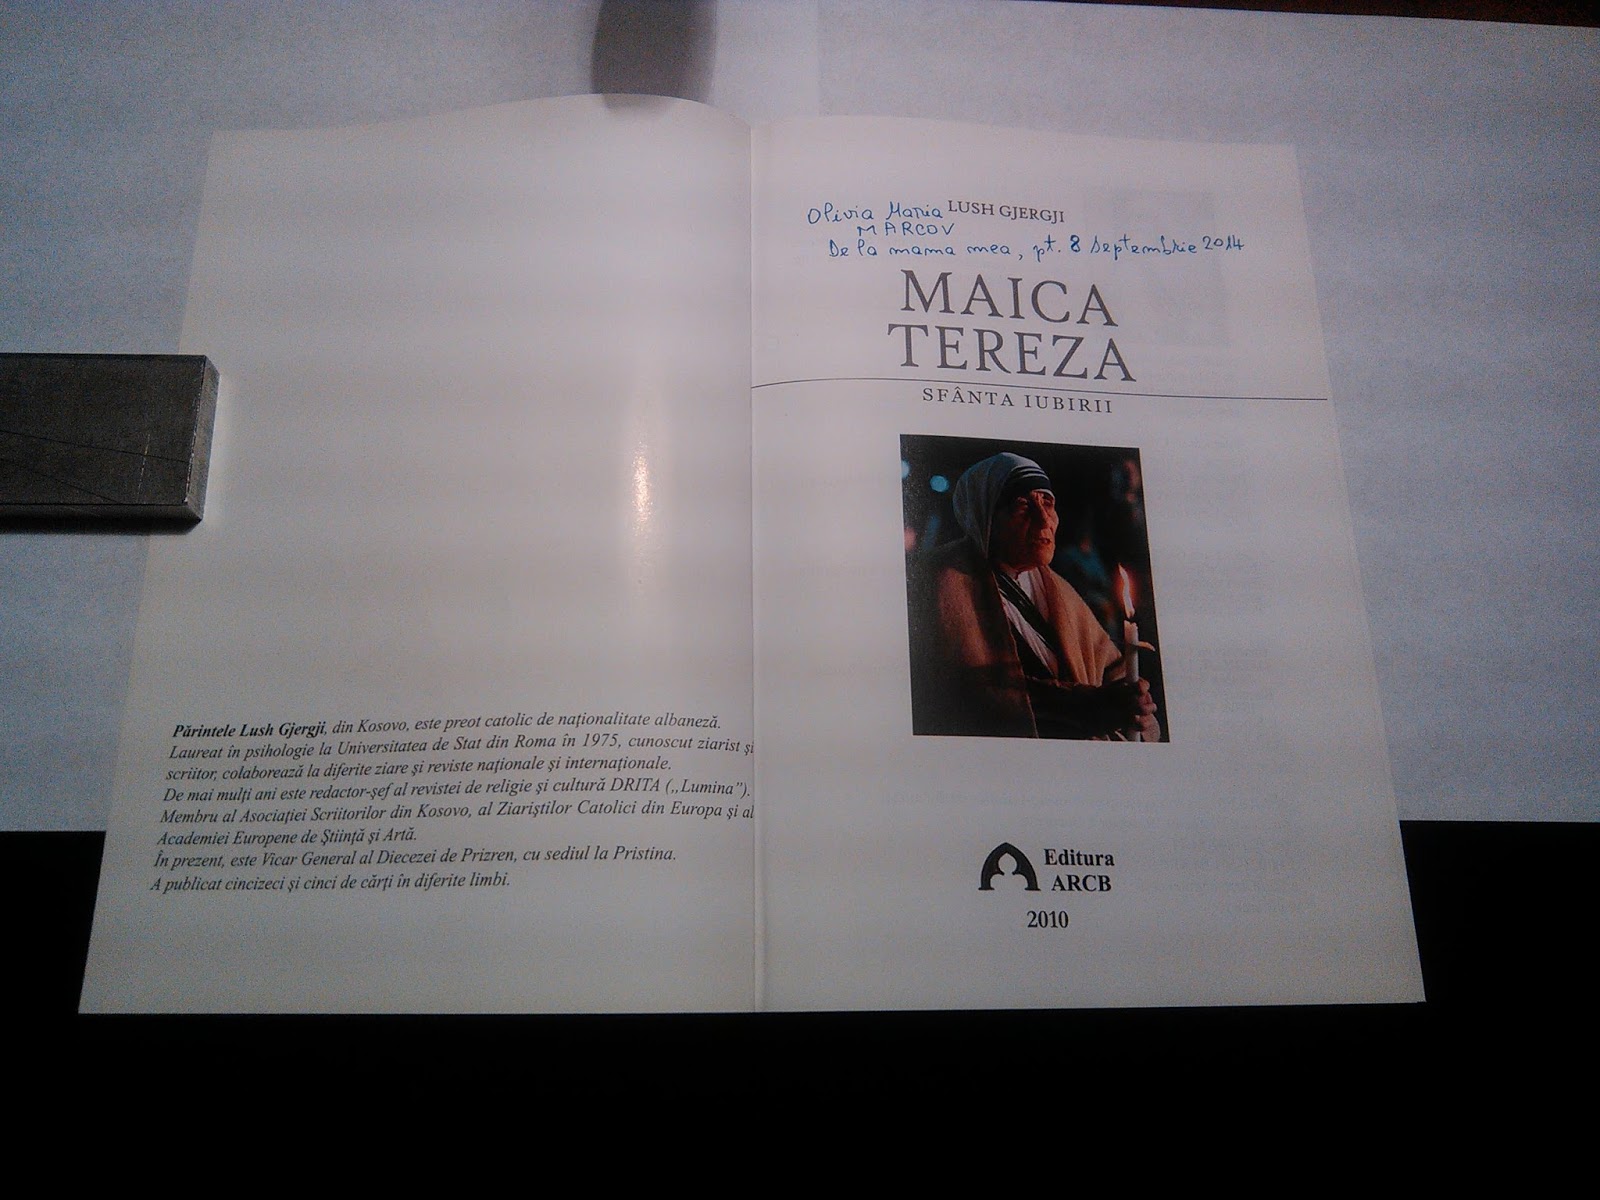 Părintele Lush Gjergji, din Kosovo, este preot catolic de naționalitate albaneză.
Laureat în psihologie la Universitatea de Stat din Roma în 1975, cunoscut ziarist și
scriitor, colaborează la diferite ziare și reviste naționale și internaționale.
De mai mulți ani este redactor-șef al revistei de religie și cultură DRITA (,,Lumina”).
Membru al Asociației Scriitorilor din Kosovo, al Ziariștilor Catolici din Europa și al
Academiei Europene de Știință și Artă.
În prezent, este Vicar General al Diecezei de Prizren, cu sediul la Pristina.
A publicat cincizeci și cinci de cărți în diferite limbi.
LUSH GJERGJI
Olivia Maria
MARCOV
De la mama mea, pt. 8 septembrie 2014
MAICA
TEREZA
SFÂNTA IUBIRII
Editura
ARCB
2010